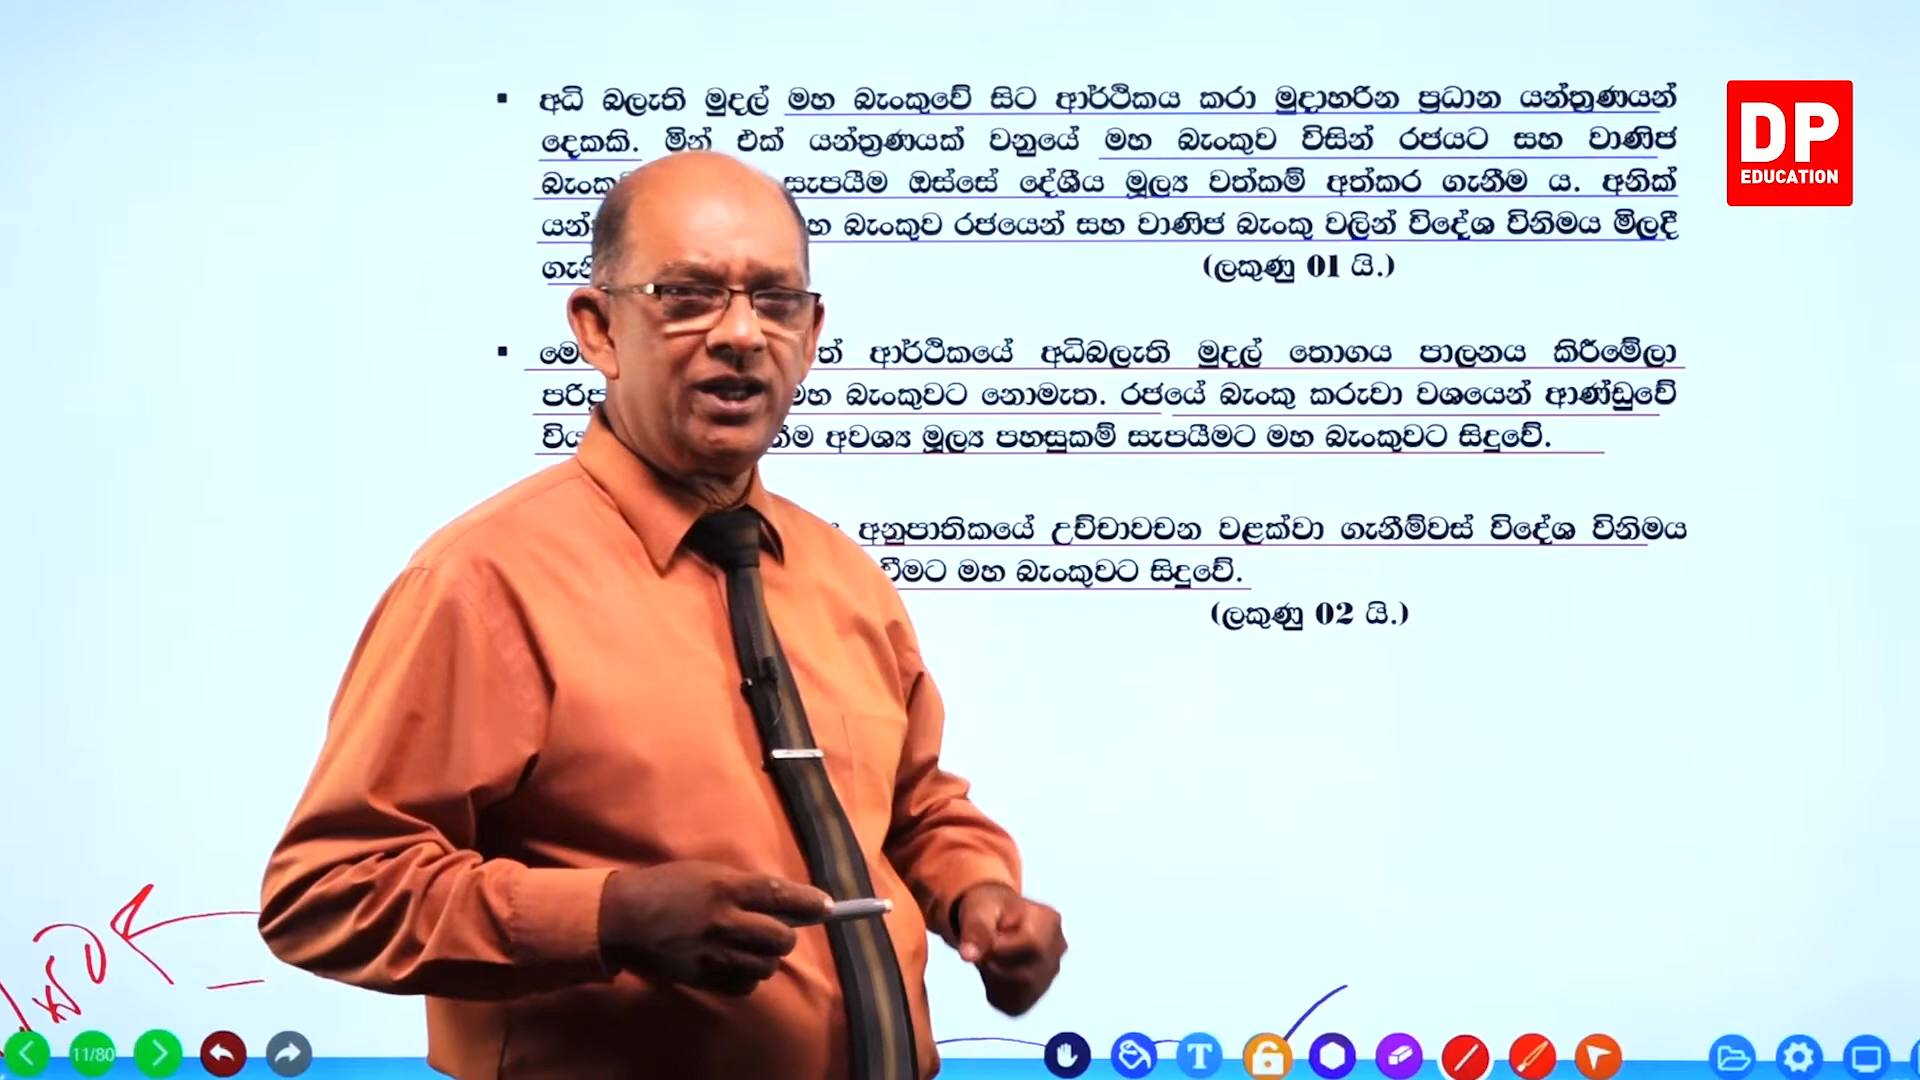 ▪ අධි බලැති මුදල් මහ බැංකුවේ සිට ආර්ථිකය කරා මුදාහරින ප්‍රධාන යන්ත්‍රණයන්
දෙකකි. මින් එක් යන්ත්‍රණයක් වනුයේ මහ බැංකුව විසින් රජයට සහ වාණිජ
සැපයීම ඔස්සේ දේශීය මූල්‍ය වත්කම් අත්කර ගැනීම ය. අනික්
බැංකුව රජයෙන් සහ වාණිජ බැංකු වලින් විදේශ විනිමය මිලදී
(ලකුණු 01 යි.)
▪ ආර්ථිකයේ අධිබලැති මුදල් තොගය පාලනය කිරීමේලා
බැංකුවට නොමැත. රජයේ බැංකු කරුවා වශයෙන් ආණ්ඩුවේ
අවශ්‍ය මූල්‍ය පහසුකම් සැපයීමට මහ බැංකුවට සිදුවේ.
අනුපාතිකයේ උච්චාවචන වළක්වා ගැනීම්වස් විදේශ විනිමය
මහ බැංකුවට සිදුවේ.
(ලකුණු 02 යි.)
DP
EDUCATION
11/80
T